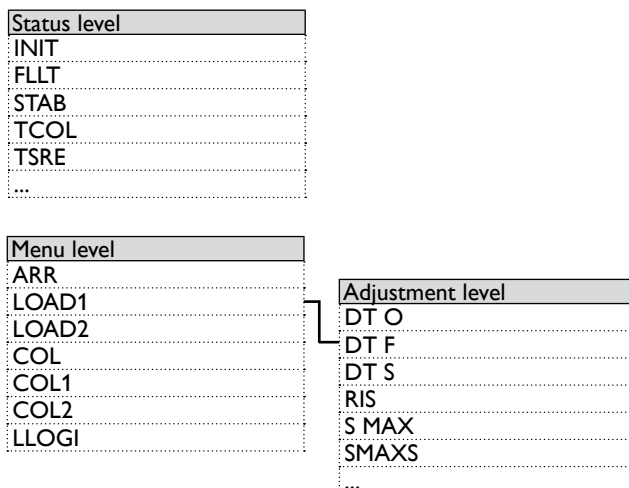 Status level
INIT
FLLT
STAB
TCOL
TSRE
...
Menu level
ARR
LOAD1
LOAD2
COL
COL1
COL2
LLOGI
Adjustment level
DT O
DT F
DT S
RIS
S MAX
SMAXS
...